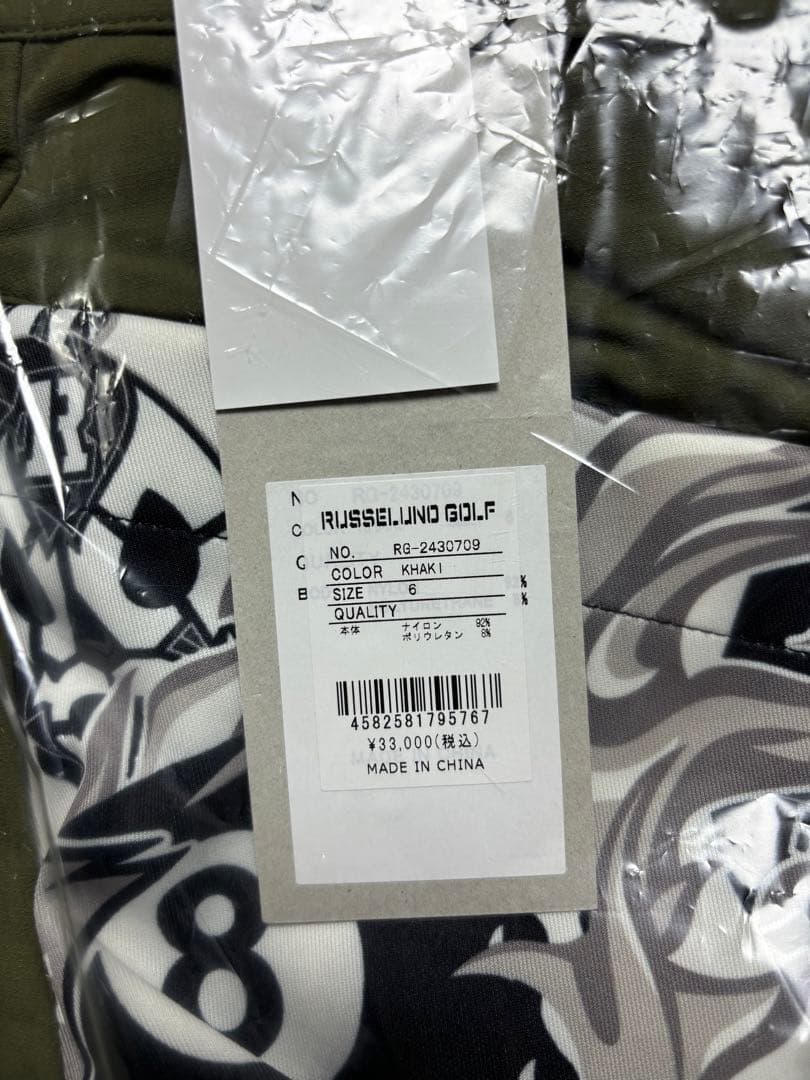 R
8
N
C
Q
B
RUSSELUNO GOLF
NO. RG-2430709
COLOR KHAKI
SIZE 6
QUALITY
%
%
本体 ナイロン 92%
ポリウレタン 8%
4582581795767
¥33,000(税込)
MADE IN CHINA